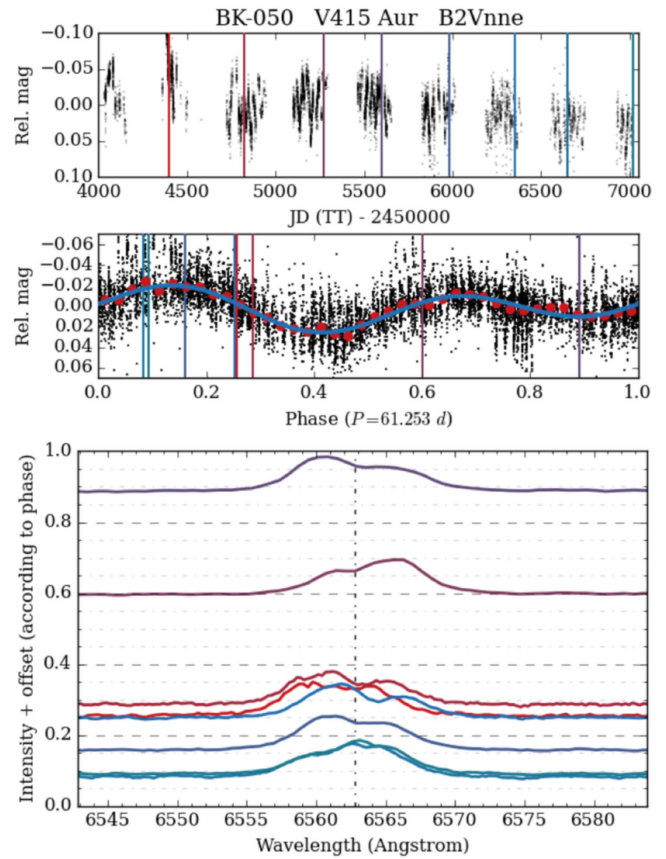 BK-050 V415 Aur B2Vnne
−0.10
−0.05
0.00
0.05
0.10
Rel. mag
4000 4500 5000 5500 6000 6500 7000
JD (TT) - 2450000
−0.06
−0.04
−0.02
0.00
0.02
0.04
0.06
Rel. mag
0.0 0.2 0.4 0.6 0.8 1.0
Phase (P=61.253 d)
1.0
0.8
0.6
0.4
0.2
0.0
Intensity + offset (according to phase)
6545 6550 6555 6560 6565 6570 6575 6580
Wavelength (Angstrom)